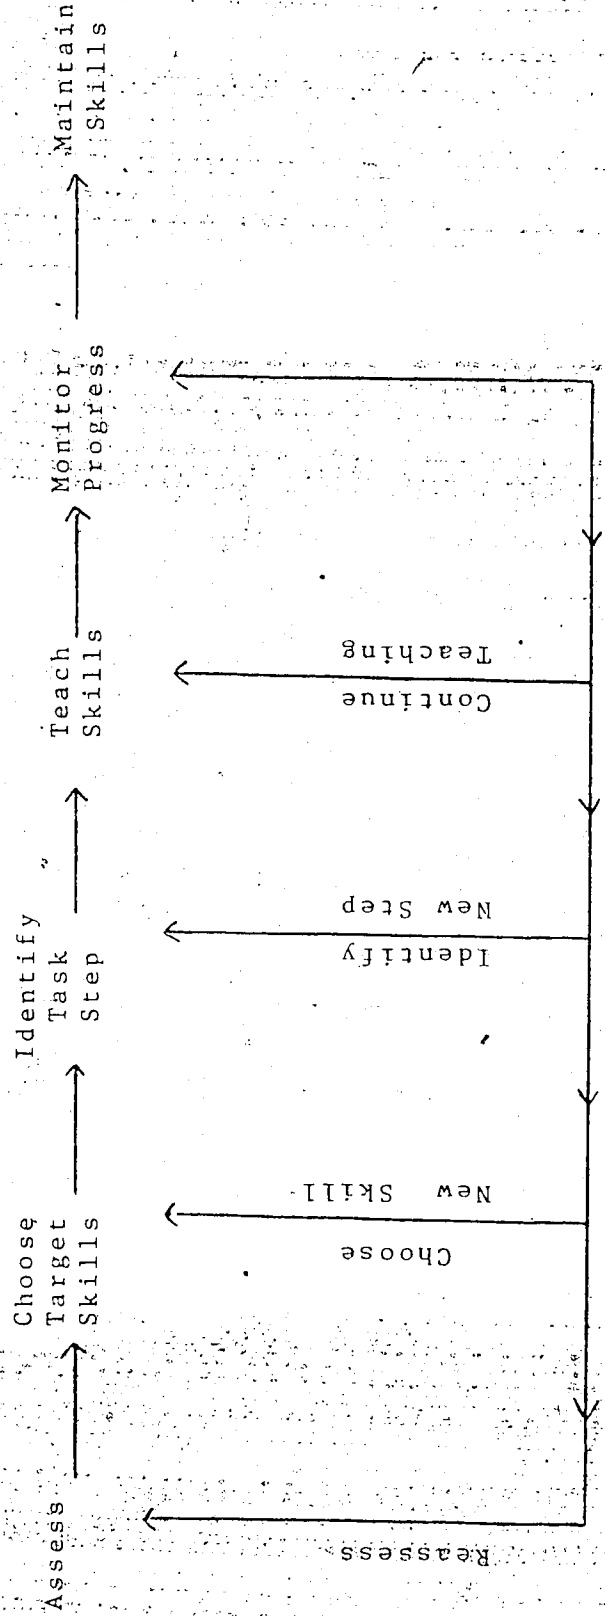 Assess
Choose
Target
Skills
Identify
Task
Step
Teach
Skills
Monitor
Progress
Maintain
Skills
Reassess
Choose
New Skill
Identify
New Step
Continue
Teaching